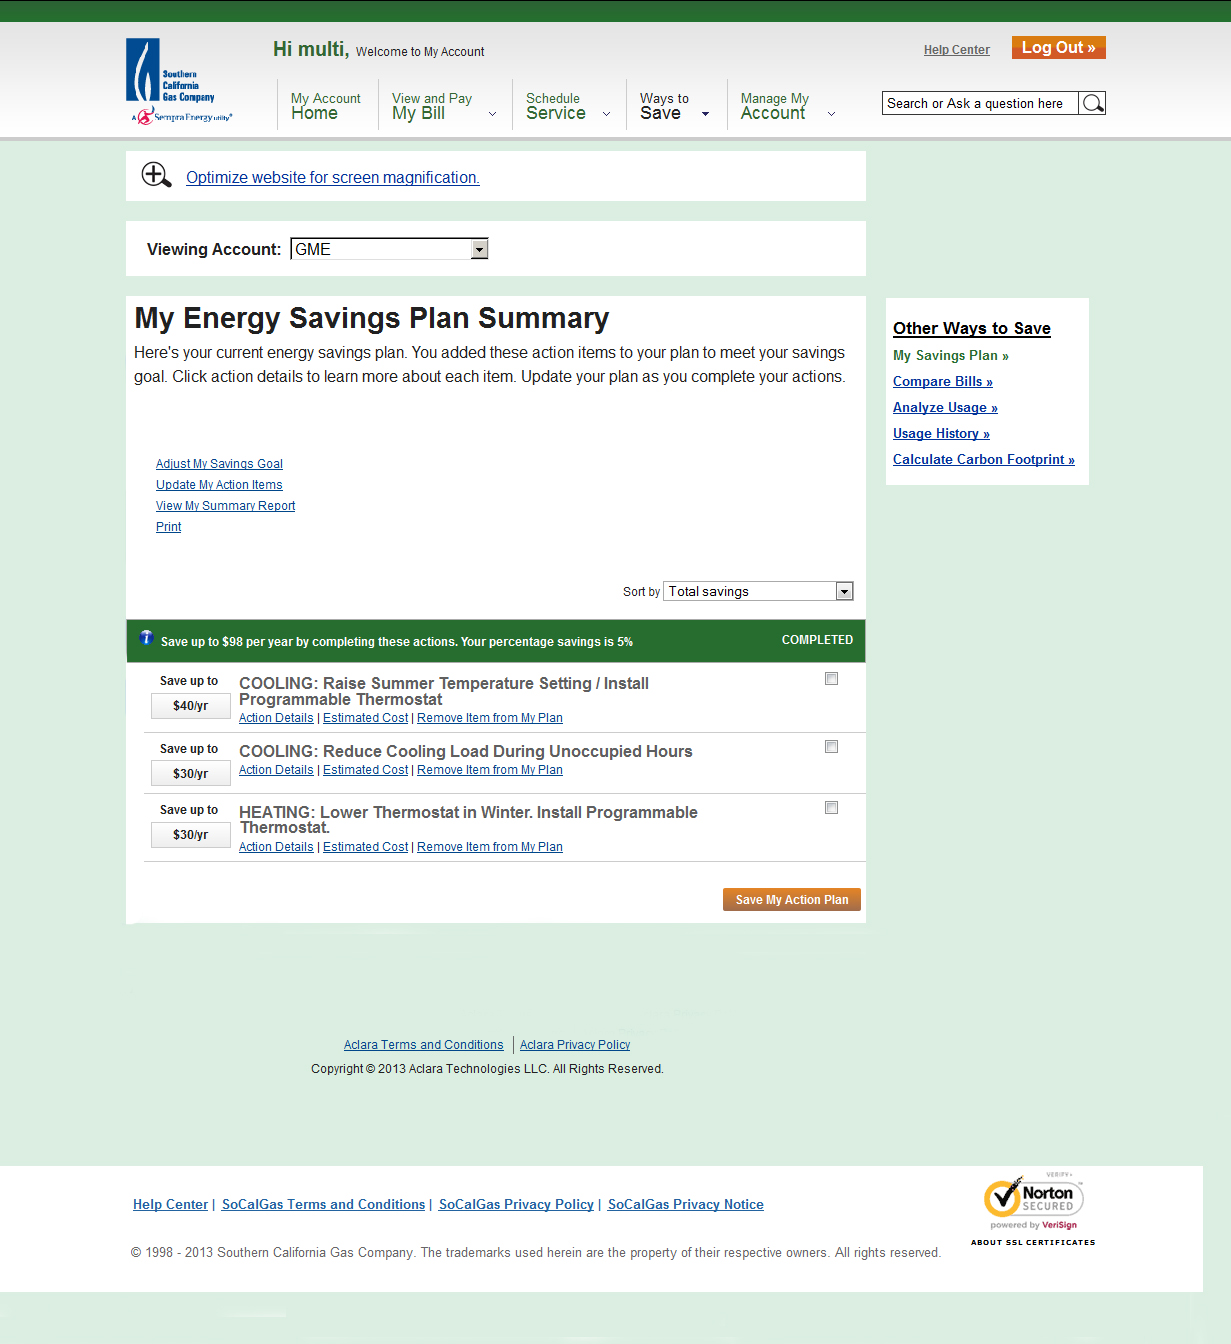 Hi multi, Welcome to My Account
Help Center
Log Out »
Southern
California
Gas Company
A Sempra Energy utility®
My Account
Home
View and Pay
My Bill
Schedule
Service
Ways to
Save
Manage My
Account
Search or Ask a question here
Optimize website for screen magnification.
Viewing Account: GME
My Energy Savings Plan Summary
Here's your current energy savings plan. You added these action items to your plan to meet your savings
goal. Click action details to learn more about each item. Update your plan as you complete your actions.
Other Ways to Save
My Savings Plan »
Compare Bills »
Analyze Usage »
Usage History »
Calculate Carbon Footprint »
Adjust My Savings Goal
Update My Action Items
View My Summary Report
Print
Sort by Total savings
i Save up to $98 per year by completing these actions. Your percentage savings is 5% COMPLETED
Save up to
$40/yr
COOLING: Raise Summer Temperature Setting / Install
Programmable Thermostat
Action Details | Estimated Cost | Remove Item from My Plan
Save up to
$30/yr
COOLING: Reduce Cooling Load During Unoccupied Hours
Action Details | Estimated Cost | Remove Item from My Plan
Save up to
$30/yr
HEATING: Lower Thermostat in Winter. Install Programmable
Thermostat.
Action Details | Estimated Cost | Remove Item from My Plan
Save My Action Plan
Aclara Terms and Conditions | Aclara Privacy Policy
Copyright © 2013 Aclara Technologies LLC. All Rights Reserved.
Help Center | SoCalGas Terms and Conditions | SoCalGas Privacy Policy | SoCalGas Privacy Notice
© 1998 - 2013 Southern California Gas Company. The trademarks used herein are the property of their respective owners. All rights reserved.
VERIFY▸
Norton™
SECURED
powered by VeriSign
ABOUT SSL CERTIFICATES